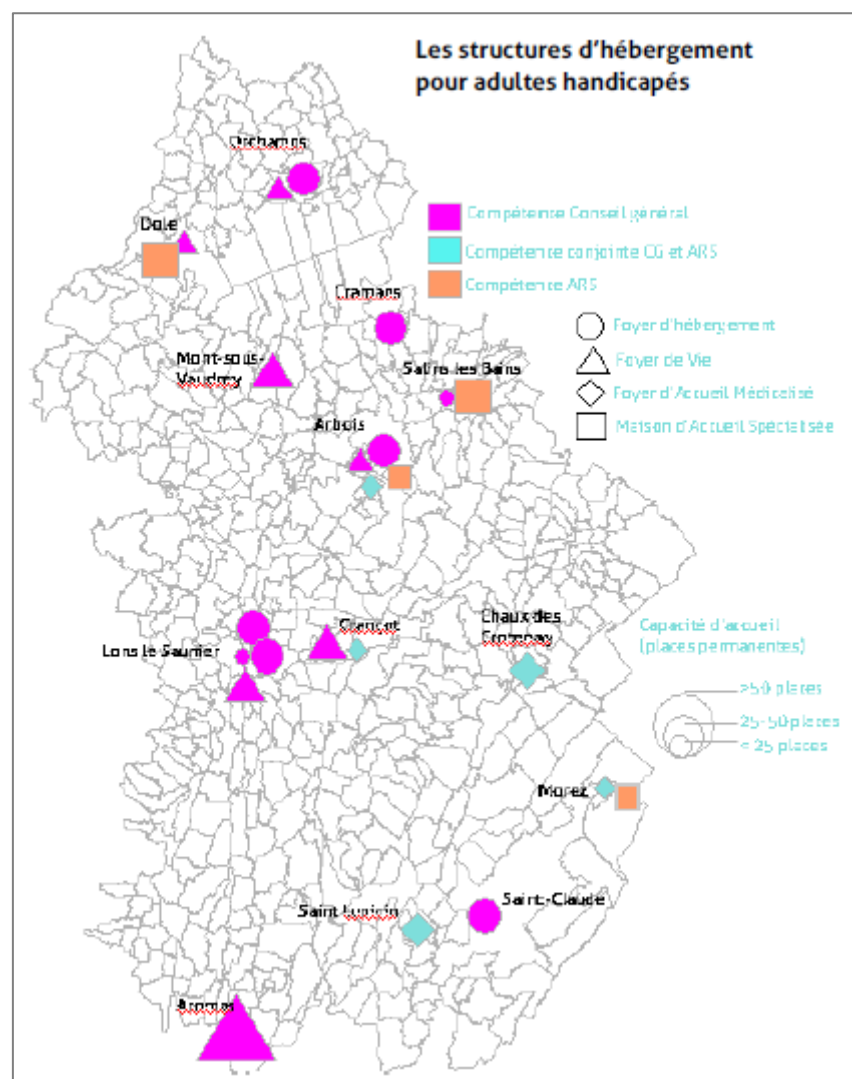 Les structures d'hébergement
pour adultes handicapés
Orchamps
Compétence Conseil général
Dole
Compétence conjointe CG et ARS
Compétence ARS
Cramans
Foyer d'hébergement
Mont-sous-
Vaudrey
Foyer de Vie
Salins les Bains
Foyer d'Accueil Médicalisé
Arbois
Maison d'Accueil Spécialisée
Crançot
Chaux des
Crotenay
Capacité d'accueil
(places permanentes)
Lons le Saunier
>50 places
25-50 places
< 25 places
Morez
Saint Lupicin
Saint-Claude